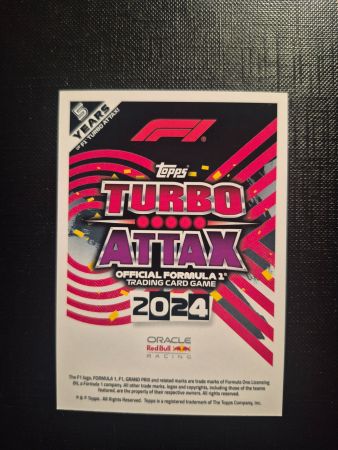 5
YEARS
OF F1 TURBO ATTAX!
F1
Topps
TURBO
ATTAX
OFFICIAL FORMULA 1®
TRADING CARD GAME
2024
ORACLE
Red Bull
RACING
The F1 logo, FORMULA 1, F1, GRAND PRIX and related marks are trade marks of Formula One Licensing
BV, a Formula 1 company. All other trade marks, logos and copyrights, including those of the teams
featured, are the property of their respective owners. All rights reserved.
® & © Topps. All Rights Reserved. Topps is a registered trademark of The Topps Company, Inc.